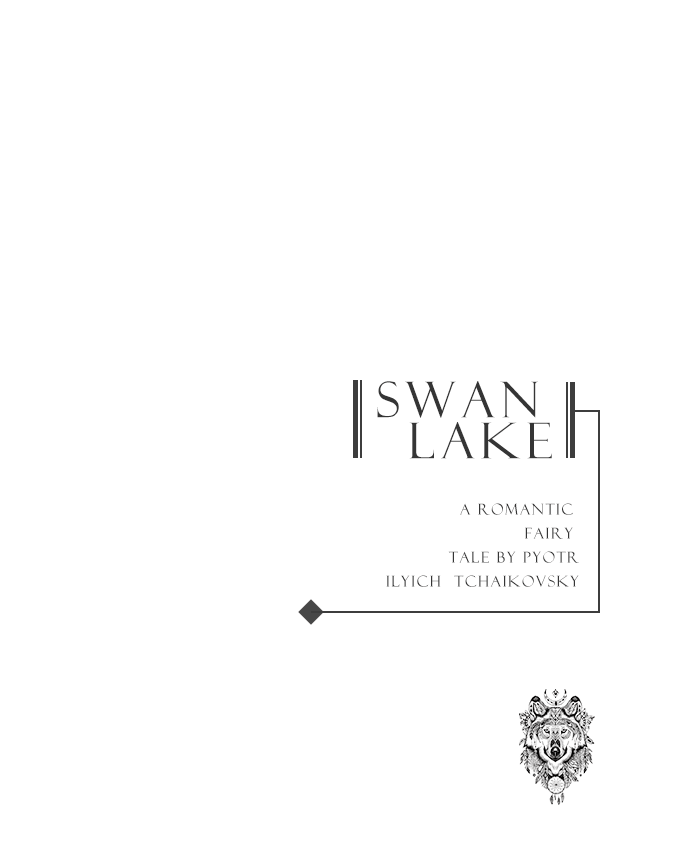 SWAN
LAKE
A ROMANTIC
FAIRY
TALE BY PYOTR
ILYICH TCHAIKOVSKY